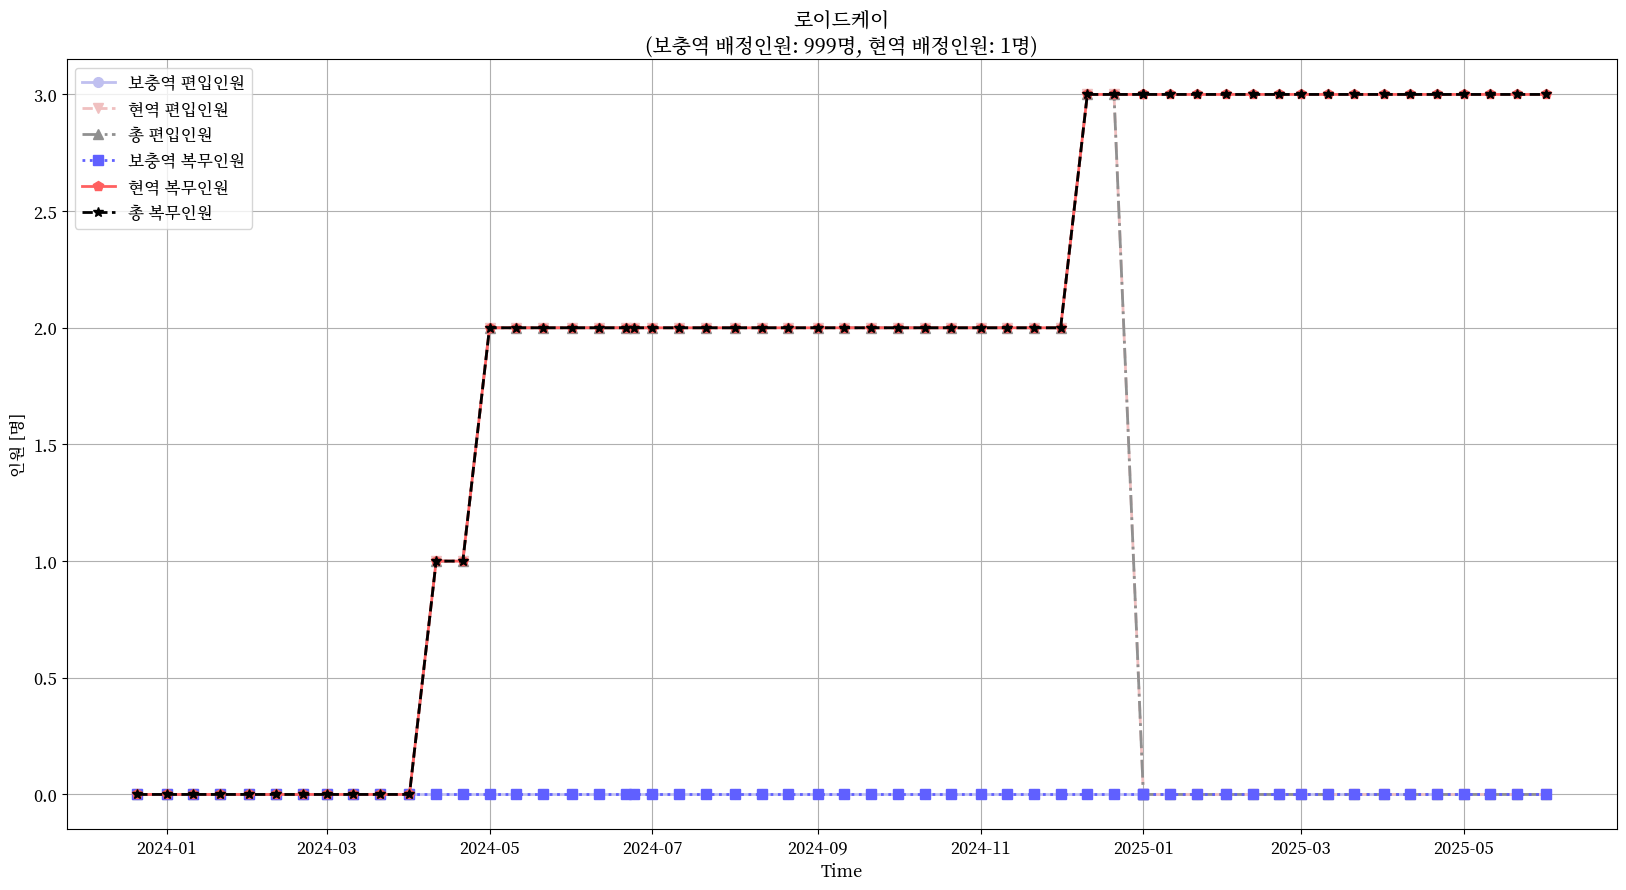 로이드케이
(보충역 배정인원: 999명, 현역 배정인원: 1명)
보충역 편입인원
현역 편입인원
총 편입인원
보충역 복무인원
현역 복무인원
총 복무인원
3.0
2.5
2.0
1.5
1.0
0.5
0.0
인원 [명]
2024-01
2024-03
2024-05
2024-07
2024-09
2024-11
2025-01
2025-03
2025-05
Time